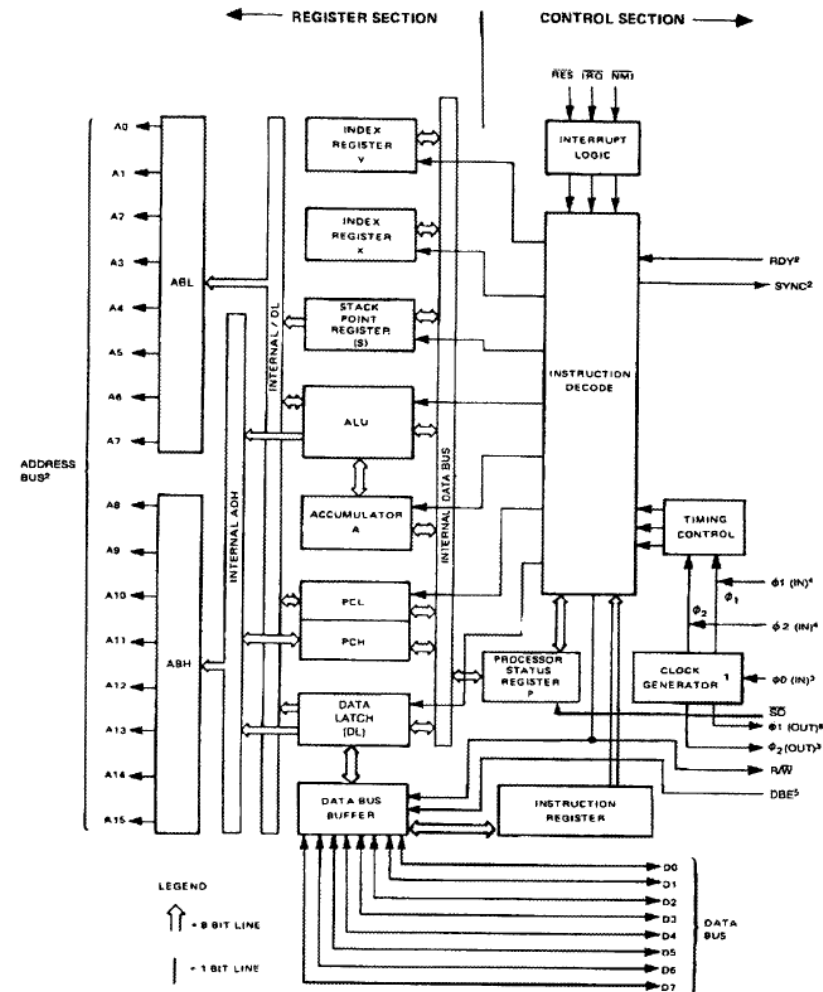 REGISTER SECTION
CONTROL SECTION
RES IRQ NMI
INTERRUPT
LOGIC
INDEX
REGISTER
Y
INDEX
REGISTER
X
STACK
POINT
REGISTER
(S)
ALU
ACCUMULATOR
A
PCL
PCH
DATA
LATCH
(DL)
DATA BUS
BUFFER
INTERNAL / DL
INTERNAL ADH
INTERNAL DATA BUS
ABL
ABH
A0
A1
A2
A3
A4
A5
A6
A7
ADDRESS
BUS²
A8
A9
A10
A11
A12
A13
A14
A15
INSTRUCTION
DECODE
RDY²
SYNC²
TIMING
CONTROL
ϕ1 (IN)⁴
ϕ2 ϕ1
ϕ2 (IN)⁴
CLOCK
GENERATOR 1
ϕ0 (IN)³
PROCESSOR
STATUS
REGISTER
P
SO
ϕ1 (OUT)
ϕ2 (OUT)³
R/W
DBE⁵
INSTRUCTION
REGISTER
D0
D1
D2
D3
D4
D5
D6
D7
DATA
BUS
LEGEND
= 8 BIT LINE
= 1 BIT LINE